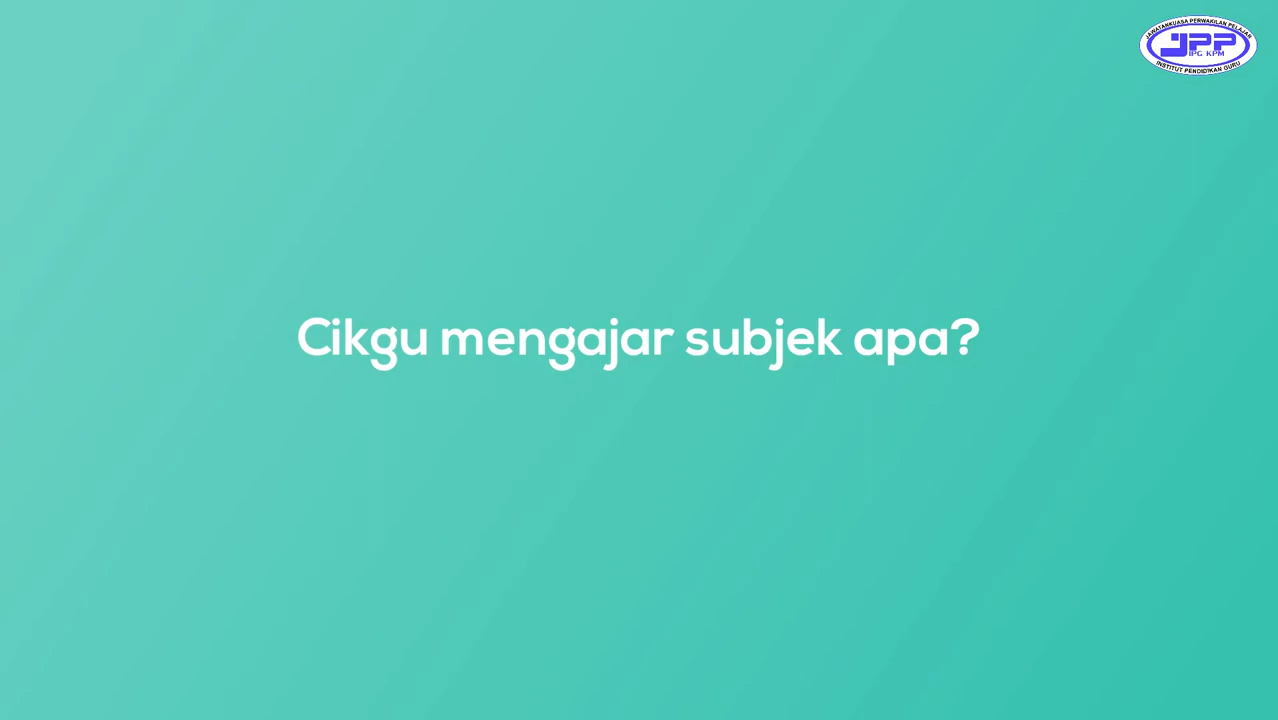 JAWATANKUASA PERWAKILAN PELAJAR
JPP
IPG KPM
INSTITUT PENDIDIKAN GURU
Cikgu mengajar subjek apa?